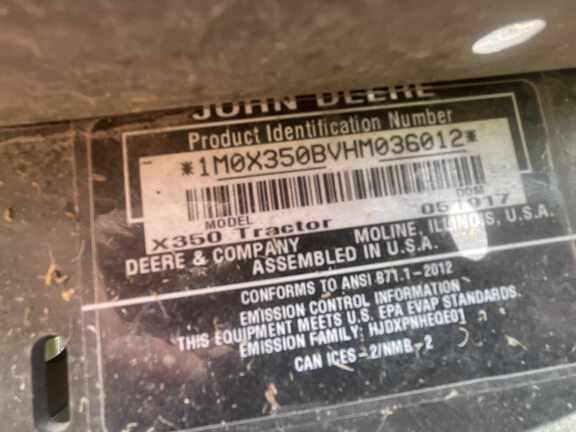 JOHN DEERE
Product Identification Number
*1M0X350BVHM036012*
MODEL DOM
X350 Tractor 051017
DEERE & COMPANY MOLINE, ILLINOIS, U.S.A.
ASSEMBLED IN U.S.A.
CONFORMS TO ANSI B71.1-2012
EMISSION CONTROL INFORMATION
THIS EQUIPMENT MEETS U.S. EPA EVAP STANDARDS.
EMISSION FAMILY: HJDXPNHEQE01
CAN ICES-2/NMB-2